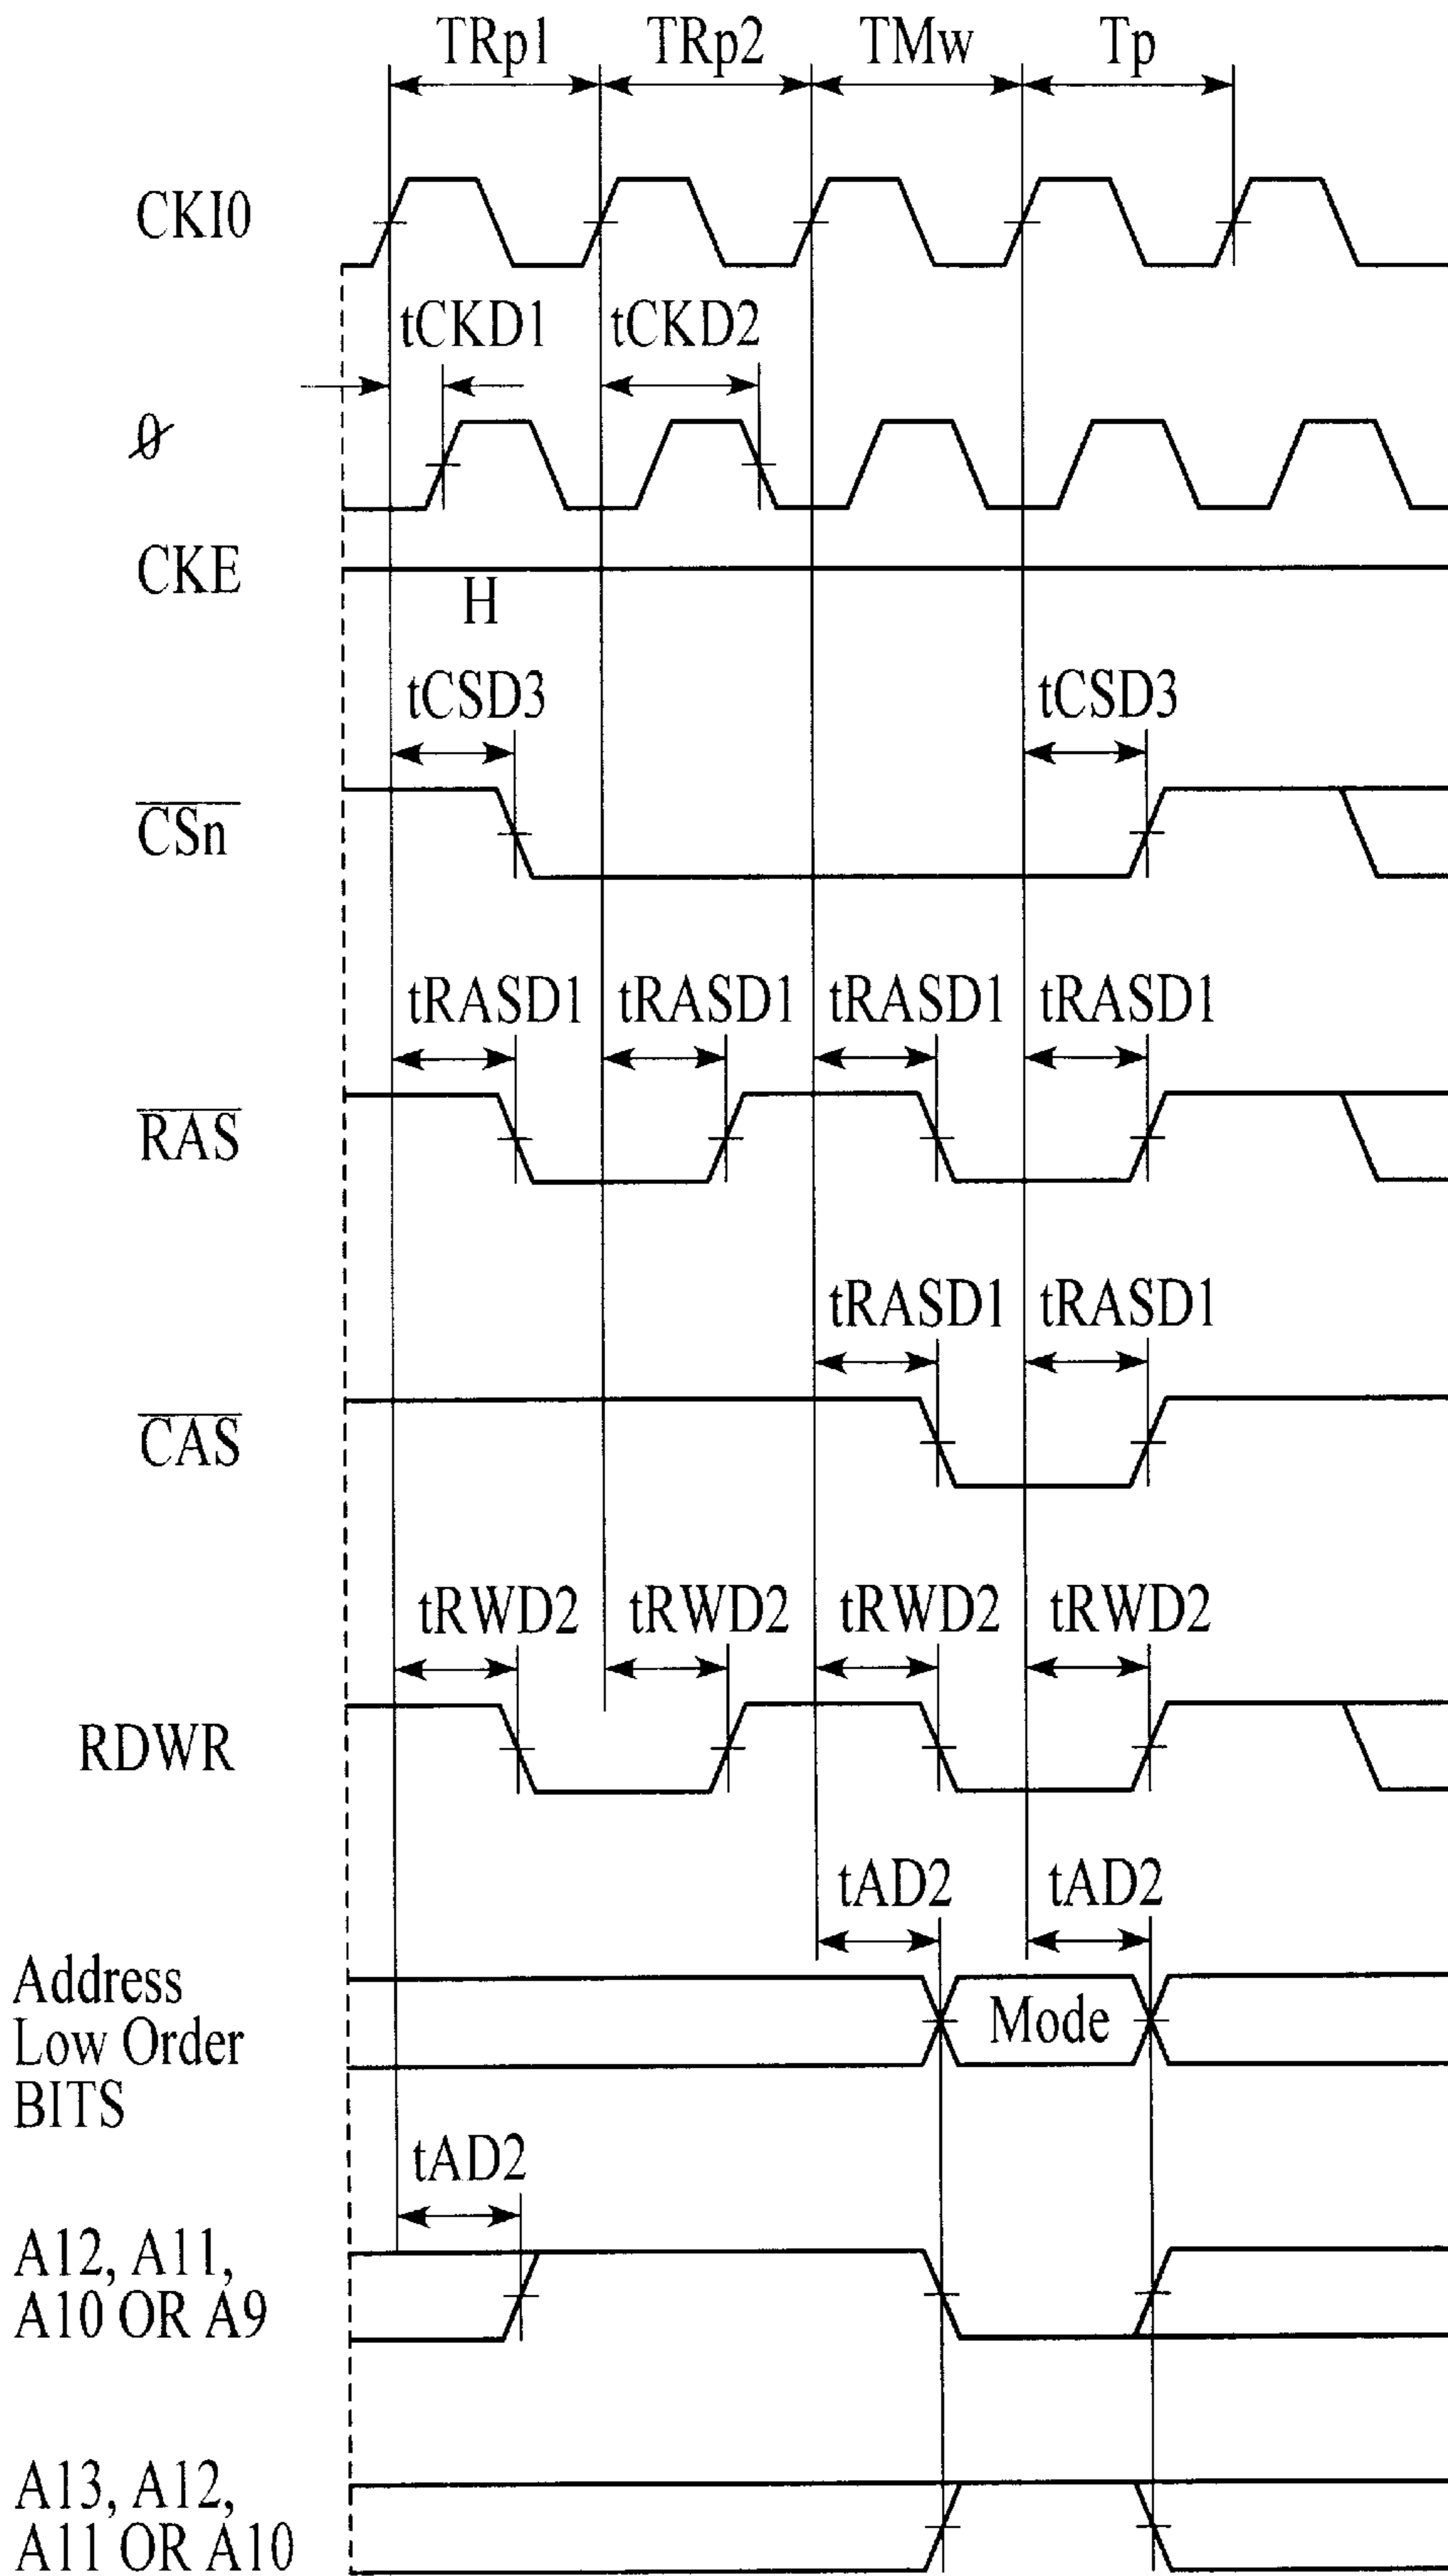 TRp1 TRp2 TMw Tp
CKI0
tCKD1 tCKD2
Ø
CKE
H
tCSD3 tCSD3
CSn
tRASD1 tRASD1 tRASD1 tRASD1
RAS
tRASD1 tRASD1
CAS
tRWD2 tRWD2 tRWD2 tRWD2
RDWR
tAD2 tAD2
Address
Low Order
BITS
Mode
tAD2
A12, A11,
A10 OR A9
A13, A12,
A11 OR A10